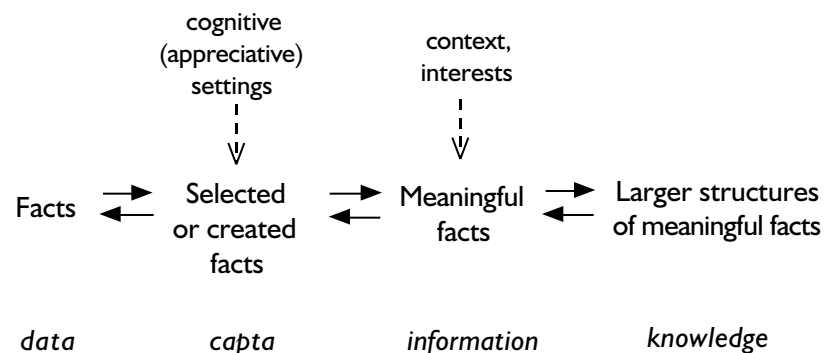 cognitive
(appreciative)
settings
context,
interests
Facts
Selected
or created
facts
Meaningful
facts
Larger structures
of meaningful facts
data
capta
information
knowledge